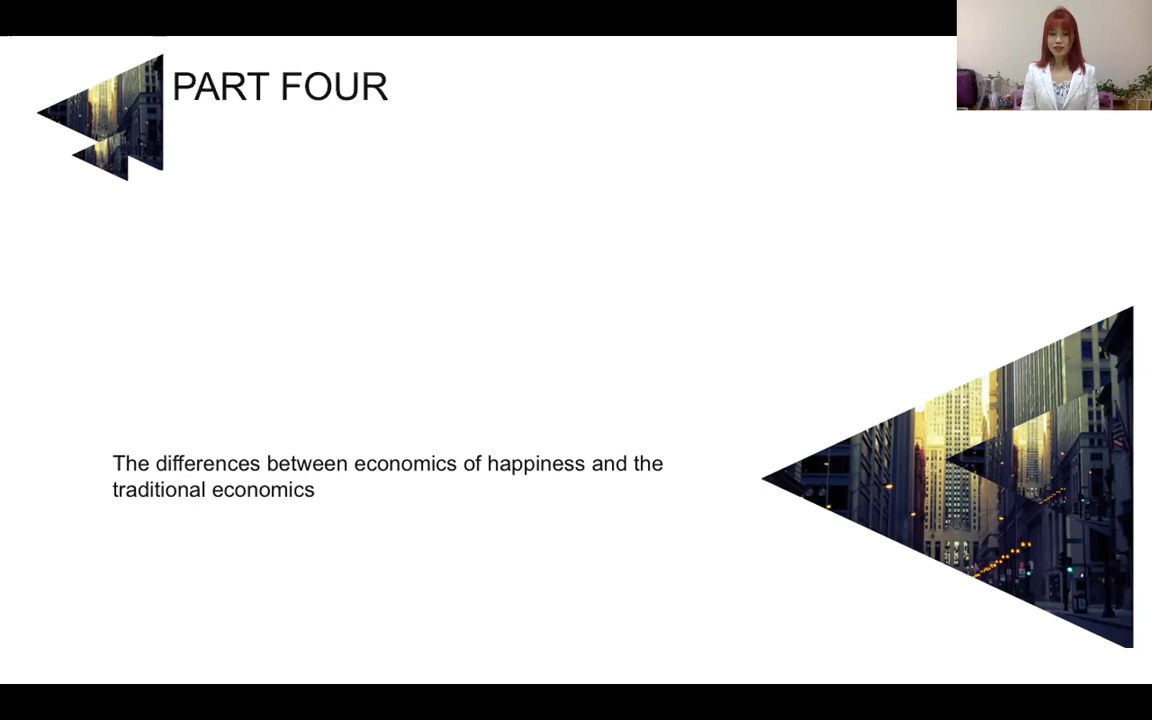 PART FOUR
The differences between economics of happiness and the
traditional economics